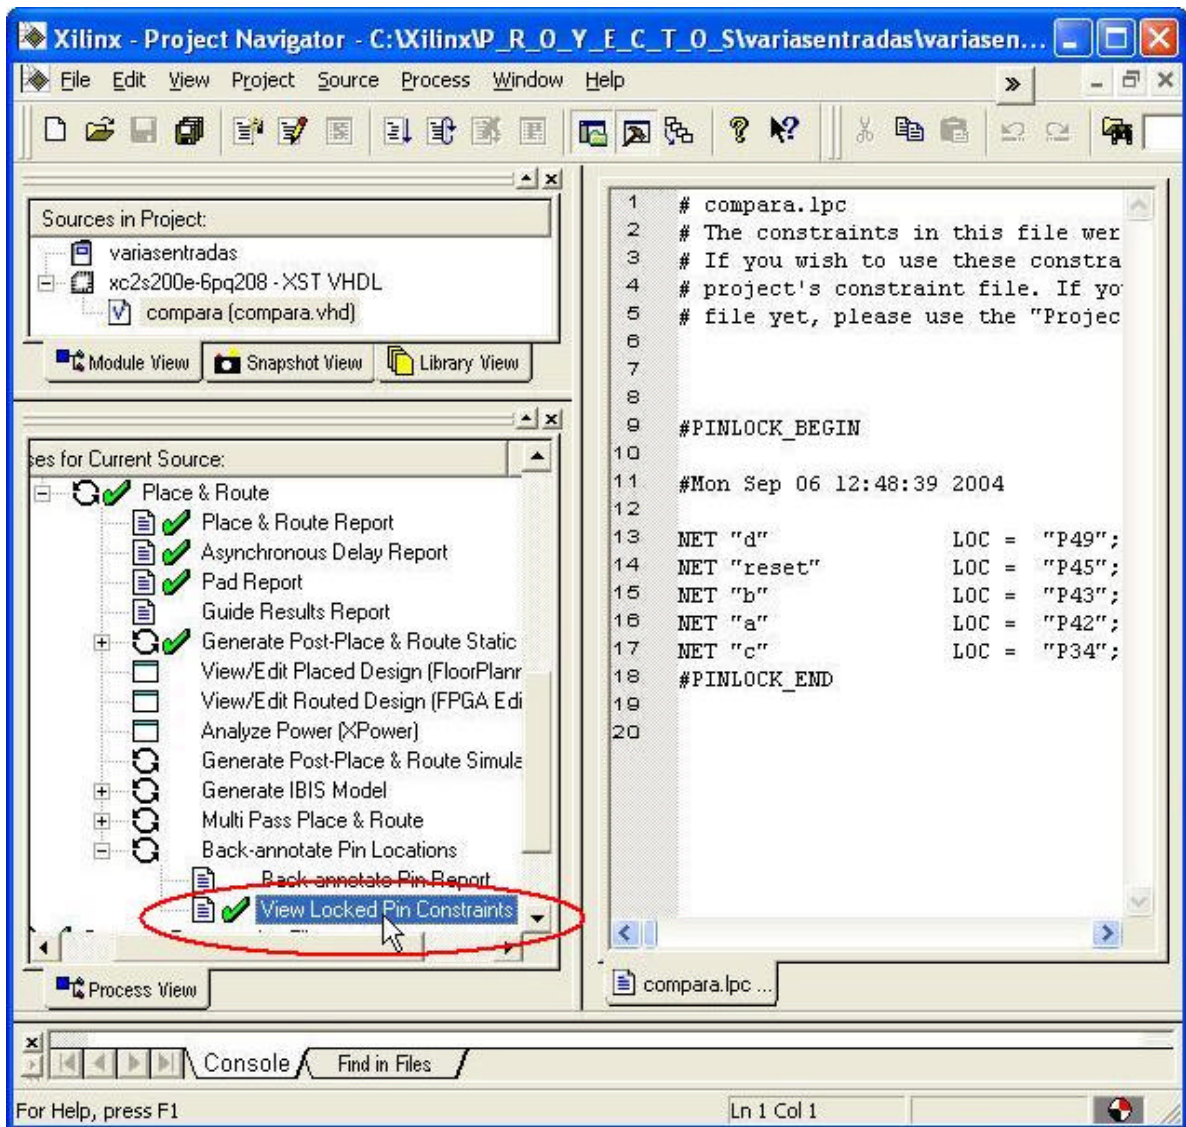 Xilinx - Project Navigator - C:\Xilinx\P_R_O_Y_E_C_T_O_S\variasentradas\variasen...
File Edit View Project Source Process Window Help
Sources in Project:
variasentradas
xc2s200e-6pq208 - XST VHDL
compara (compara.vhd)
Module View Snapshot View Library View
ses for Current Source:
Place & Route
Place & Route Report
Asynchronous Delay Report
Pad Report
Guide Results Report
Generate Post-Place & Route Static
View/Edit Placed Design (FloorPlanr
View/Edit Routed Design (FPGA Edi
Analyze Power (XPower)
Generate Post-Place & Route Simula
Generate IBIS Model
Multi Pass Place & Route
Back-annotate Pin Locations
Back-annotate Pin Report
View Locked Pin Constraints
Process View
1 # compara.lpc
2 # The constraints in this file wer
3 # If you wish to use these constra
4 # project's constraint file. If yo
5 # file yet, please use the "Projec
6
7
8
9 #PINLOCK_BEGIN
10
11 #Mon Sep 06 12:48:39 2004
12
13 NET "d" LOC = "P49";
14 NET "reset" LOC = "P45";
15 NET "b" LOC = "P43";
16 NET "a" LOC = "P42";
17 NET "c" LOC = "P34";
18 #PINLOCK_END
19
20
compara.lpc ...
Console Find in Files
For Help, press F1 Ln 1 Col 1